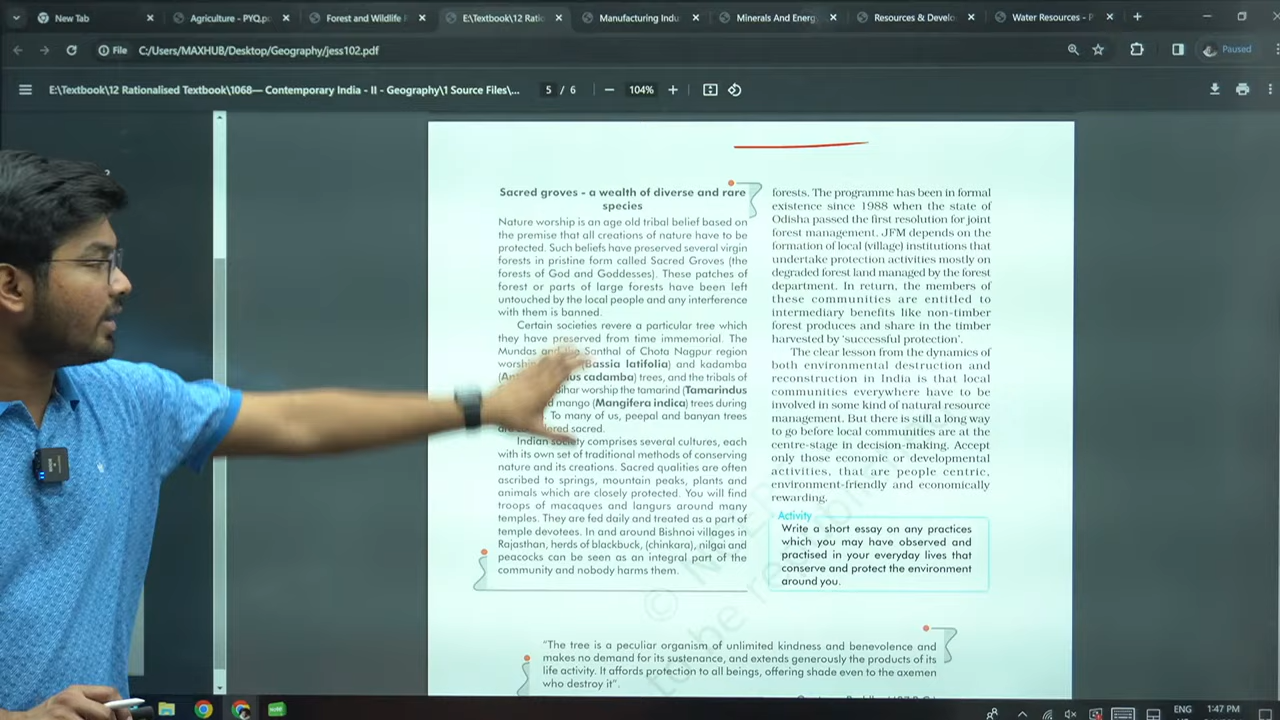 New Tab
Agriculture - PYQ.p
Forest and Wildlife
E:\Textbook\12 Ratio
Manufacturing Indu
Minerals And Energ
Resources & Develo
Water Resources -
File C:/Users/MAXHUB/Desktop/Geography/jess102.pdf
Paused
E:\Textbook\12 Rationalised Textbook\1068— Contemporary India - II - Geography\1 Source Files\...
5 / 6
104%
Sacred groves - a wealth of diverse and rare
species
Nature worship is an age old tribal belief based on
the premise that all creations of nature have to be
protected. Such beliefs have preserved several virgin
forests in pristine form called Sacred Groves (the
forests of God and Goddesses). These patches of
forest or parts of large forests have been left
untouched by the local people and any interference
with them is banned.
Certain societies revere a particular tree which
they have preserved from time immemorial. The
Mundas and the Santhal of Chota Nagpur region
(Bassia latifolia) and kadamba
cadamba) trees, and the tribals of
worship the tamarind (Tamarindus
mango (Mangifera indica) trees during
To many of us, peepal and banyan trees
sacred.
Indian society comprises several cultures, each
with its own set of traditional methods of conserving
nature and its creations. Sacred qualities are often
ascribed to springs, mountain peaks, plants and
animals which are closely protected. You will find
troops of macaques and langurs around many
temples. They are fed daily and treated as a part of
temple devotees. In and around Bishnoi villages in
Rajasthan, herds of blackbuck, (chinkara), nilgai and
peacocks can be seen as an integral part of the
community and nobody harms them.
forests. The programme has been in formal
existence since 1988 when the state of
Odisha passed the first resolution for joint
forest management. JFM depends on the
formation of local (village) institutions that
undertake protection activities mostly on
degraded forest land managed by the forest
department. In return, the members of
these communities are entitled to
intermediary benefits like non-timber
forest produces and share in the timber
harvested by 'successful protection'.
The clear lesson from the dynamics of
both environmental destruction and
reconstruction in India is that local
communities everywhere have to be
involved in some kind of natural resource
management. But there is still a long way
to go before local communities are at the
centre-stage in decision-making. Accept
only those economic or developmental
activities, that are people centric,
environment-friendly and economically
rewarding.
Activity
Write a short essay on any practices
which you may have observed and
practised in your everyday lives that
conserve and protect the environment
around you.
"The tree is a peculiar organism of unlimited kindness and benevolence and
makes no demand for its sustenance, and extends generously the products of its
life activity. It affords protection to all beings, offering shade even to the axemen
who destroy it".
ENG
1:47 PM